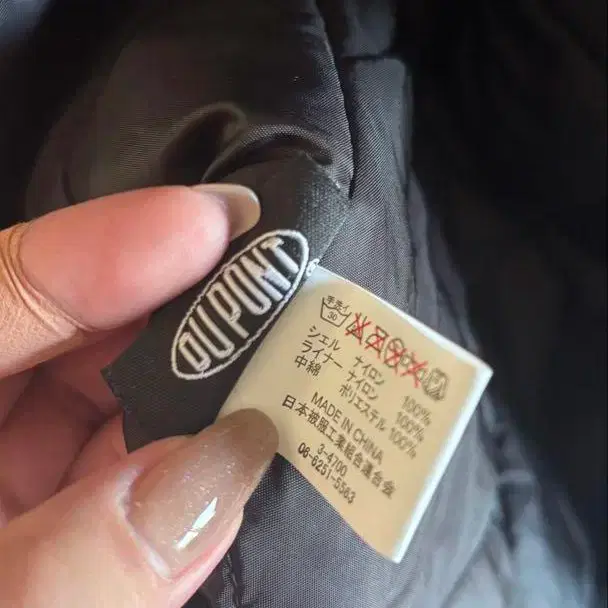 DUPONT
手洗イ
30
シェル ナイロン 100%
ライナー ナイロン 100%
中綿 ポリエステル 100%
MADE IN CHINA
日本被服工業組合連合会
3-4700
06-6251-5563